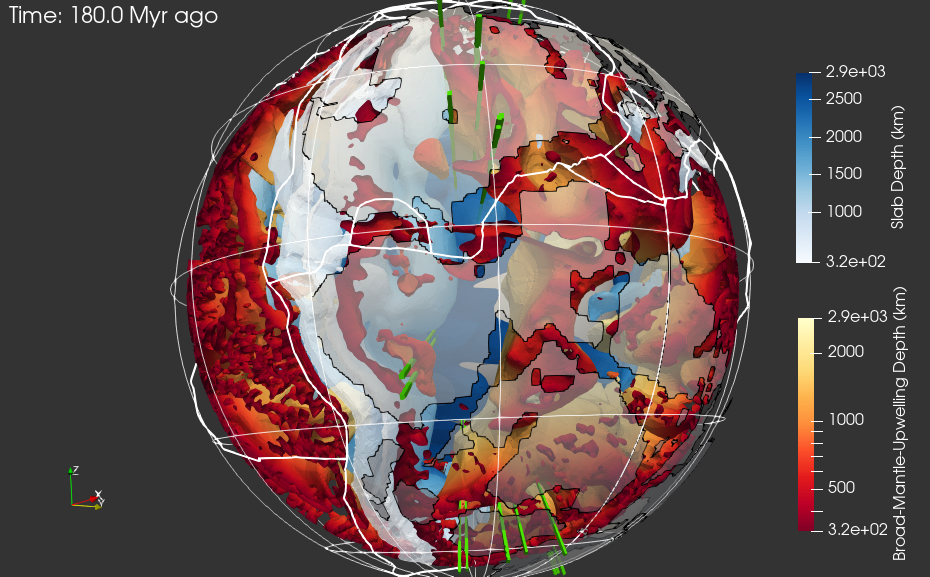 Time: 180.0 Myr ago
2.9e+03
2500
2000
1500
1000
3.2e+02
Slab Depth (km)
2.9e+03
2000
1000
500
3.2e+02
Broad-Mantle-Upwelling Depth (km)
Z
X
Y